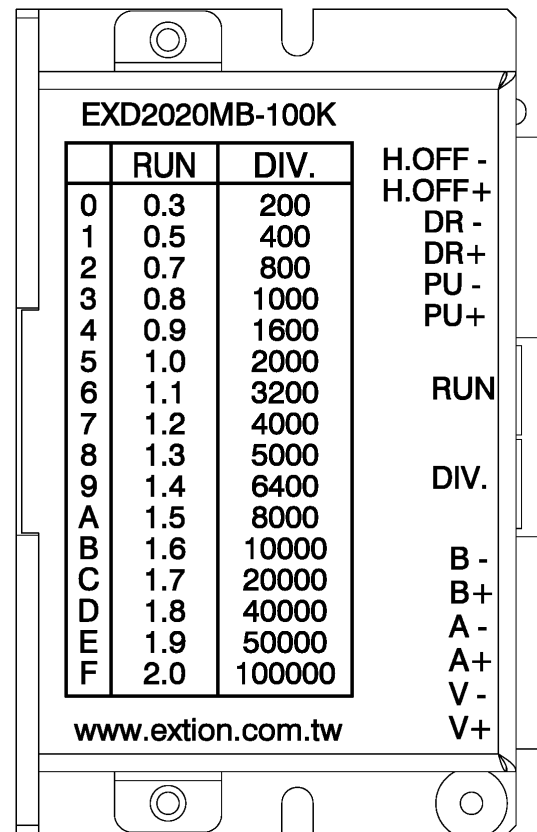 EXD2020MB-100K
RUN DIV.
0 0.3 200
1 0.5 400
2 0.7 800
3 0.8 1000
4 0.9 1600
5 1.0 2000
6 1.1 3200
7 1.2 4000
8 1.3 5000
9 1.4 6400
A 1.5 8000
B 1.6 10000
C 1.7 20000
D 1.8 40000
E 1.9 50000
F 2.0 100000
www.extion.com.tw
H.OFF -
H.OFF+
DR -
DR+
PU -
PU+
RUN
DIV.
B -
B+
A -
A+
V -
V+